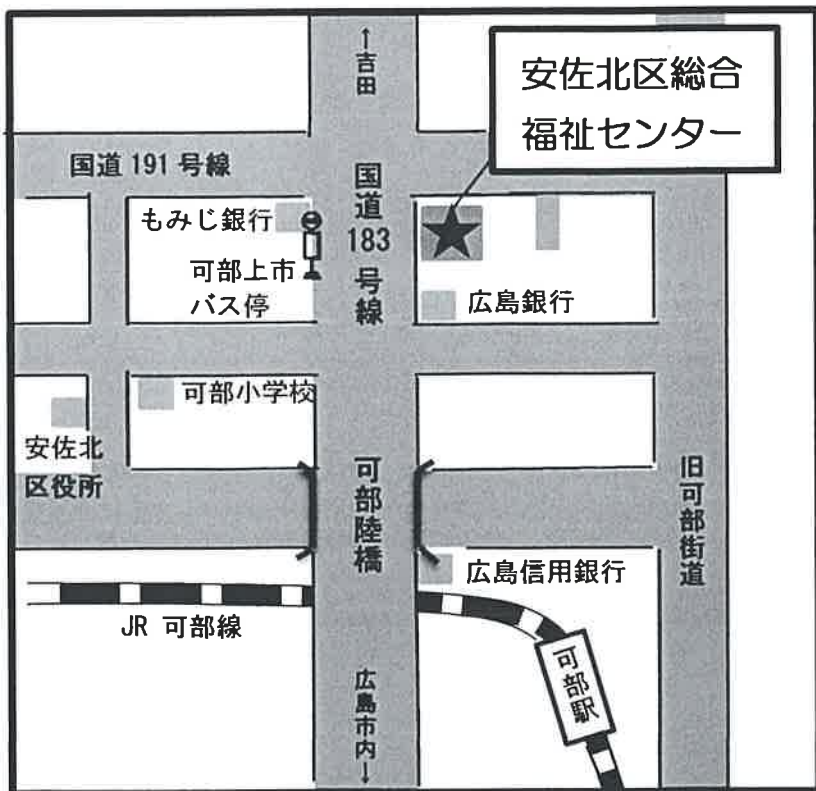 ↑吉田
安佐北区総合
福祉センター
国道 191 号線
国道183号線
もみじ銀行
可部上市
バス停
広島銀行
可部小学校
安佐北
区役所
可部陸橋
旧可部街道
広島信用銀行
JR 可部線
可部駅
広島市内↓